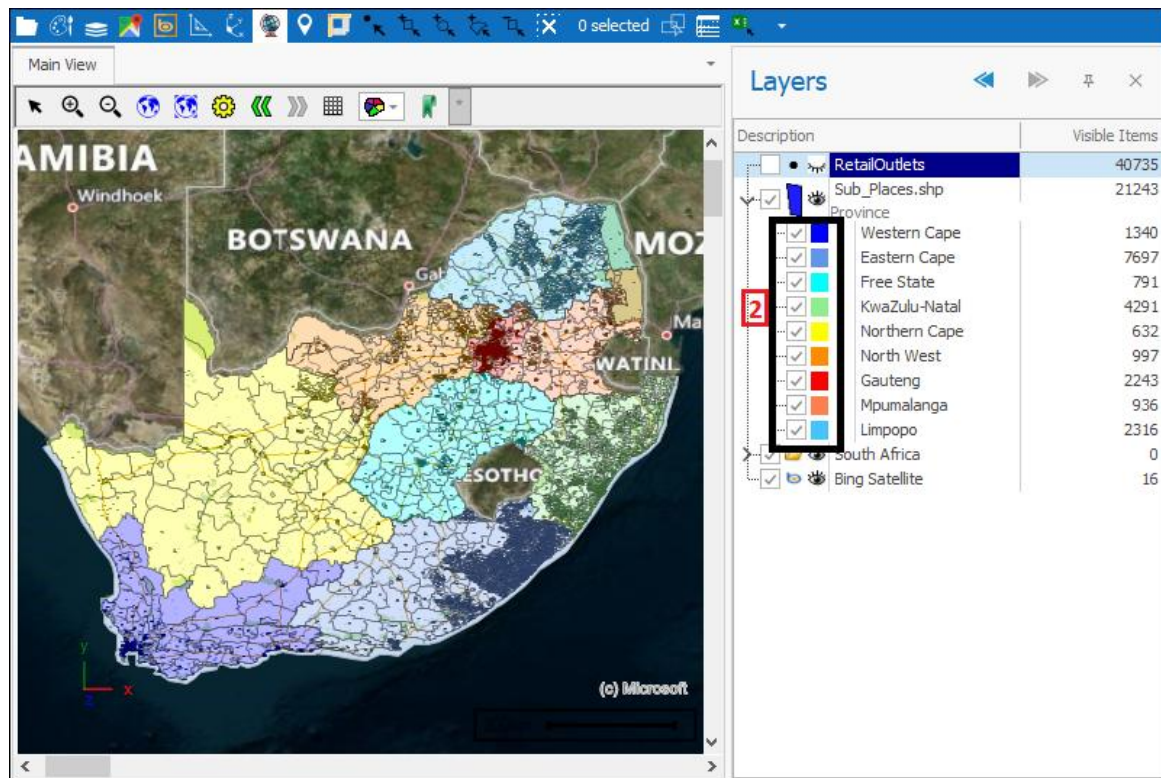 0 selected
Main View
Layers
Description Visible Items
RetailOutlets 40735
Sub_Places.shp 21243
Province
Western Cape 1340
Eastern Cape 7697
Free State 791
2 KwaZulu-Natal 4291
Northern Cape 632
North West 997
Gauteng 2243
Mpumalanga 936
Limpopo 2316
South Africa 0
Bing Satellite 16
AMIBIA
Windhoek
BOTSWANA
MOZ
Gab
Ma
WATINI
ESOTHO
y
x
z
(c) Microsoft